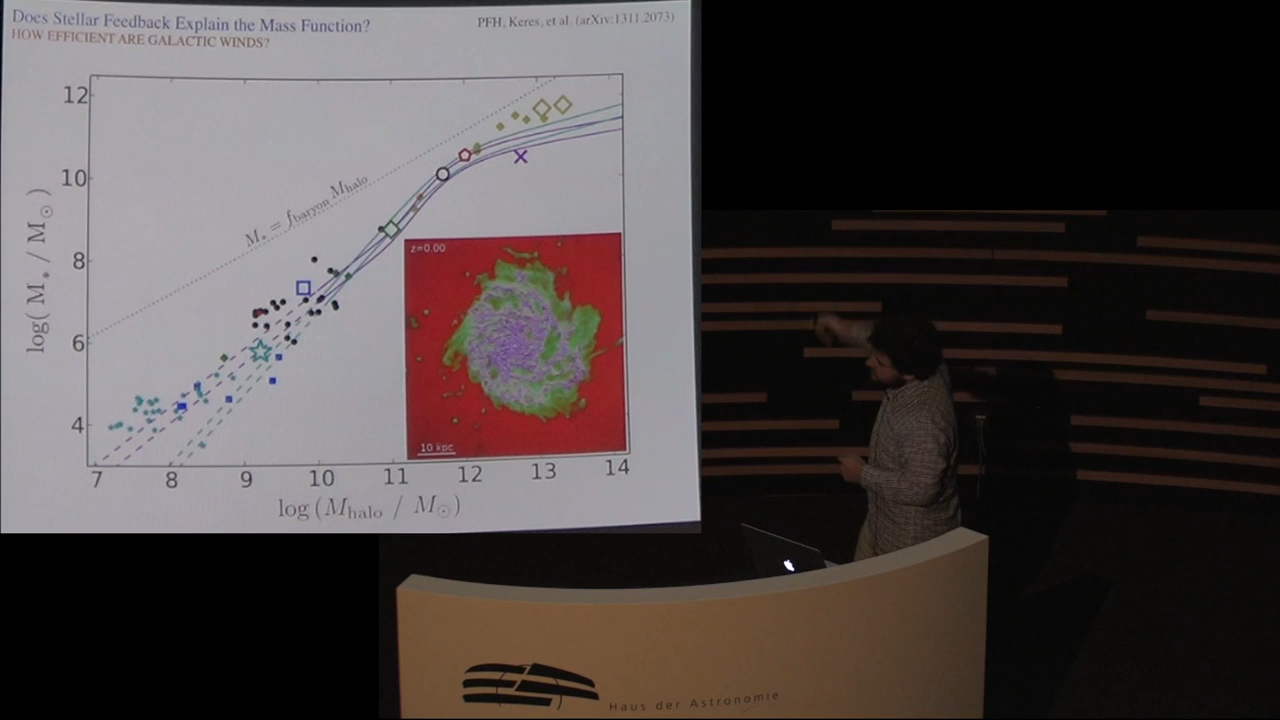 Does Stellar Feedback Explain the Mass Function?
PFH, Keres, et al. (arXiv:1311.2073)
HOW EFFICIENT ARE GALACTIC WINDS?
12
10
8
6
4
log( M* / M☉ )
M* = fbaryon Mhalo
z=0.00
10 kpc
7 8 9 10 11 12 13 14
log (Mhalo / M☉)
Haus der Astronomie